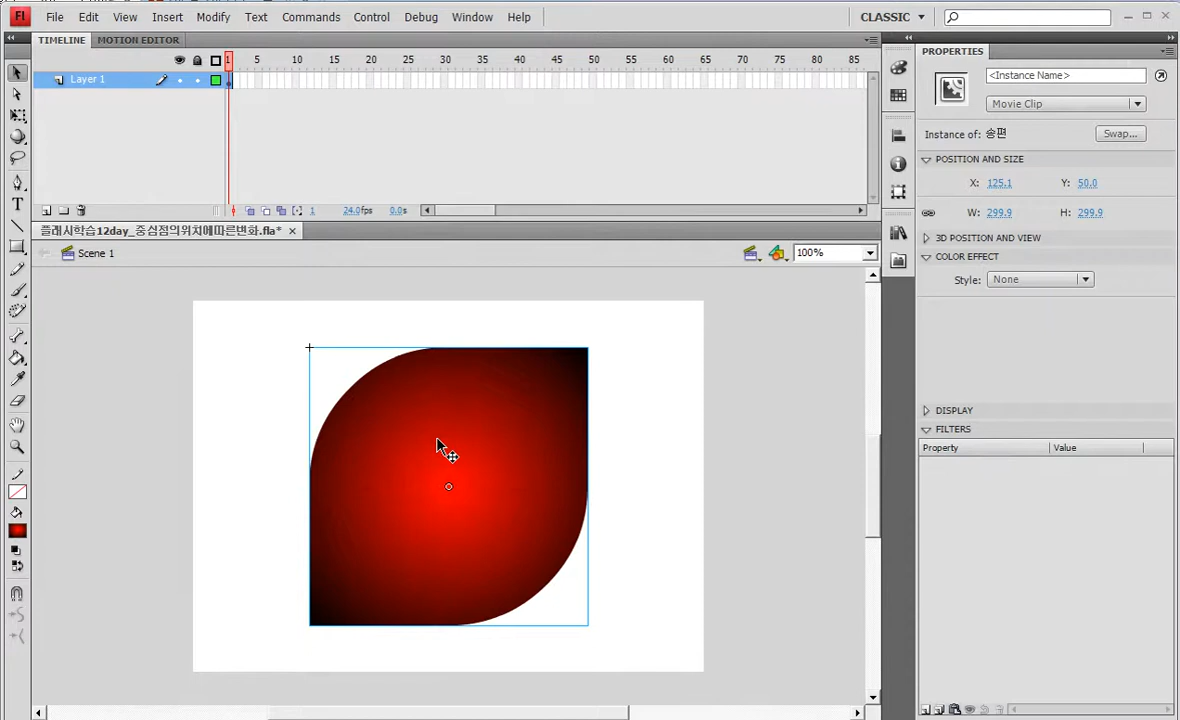 Fl File Edit View Insert Modify Text Commands Control Debug Window Help CLASSIC
TIMELINE MOTION EDITOR
1 5 10 15 20 25 30 35 40 45 50 55 60 65 70 75 80 85
Layer 1
1 24.0fps 0.0s
플래시학습12day_중심점의위치에따른변화.fla*
Scene 1 100%
PROPERTIES
<Instance Name>
Movie Clip
Instance of: 송편 Swap...
POSITION AND SIZE
X: 125.1 Y: 50.0
W: 299.9 H: 299.9
3D POSITION AND VIEW
COLOR EFFECT
Style: None
DISPLAY
FILTERS
Property Value